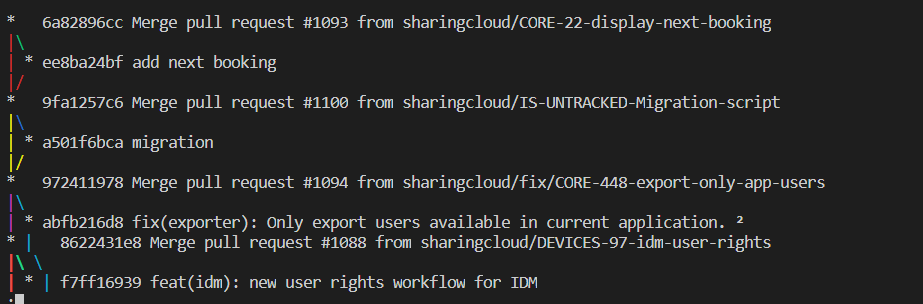 *   6a82896cc Merge pull request #1093 from sharingcloud/CORE-22-display-next-booking
|\
| * ee8ba24bf add next booking
|/
*   9fa1257c6 Merge pull request #1100 from sharingcloud/IS-UNTRACKED-Migration-script
|\
| * a501f6bca migration
|/
*   972411978 Merge pull request #1094 from sharingcloud/fix/CORE-448-export-only-app-users
|\
| * abfb216d8 fix(exporter): Only export users available in current application. ²
* |   8622431e8 Merge pull request #1088 from sharingcloud/DEVICES-97-idm-user-rights
|\ \
| * | f7ff16939 feat(idm): new user rights workflow for IDM
: